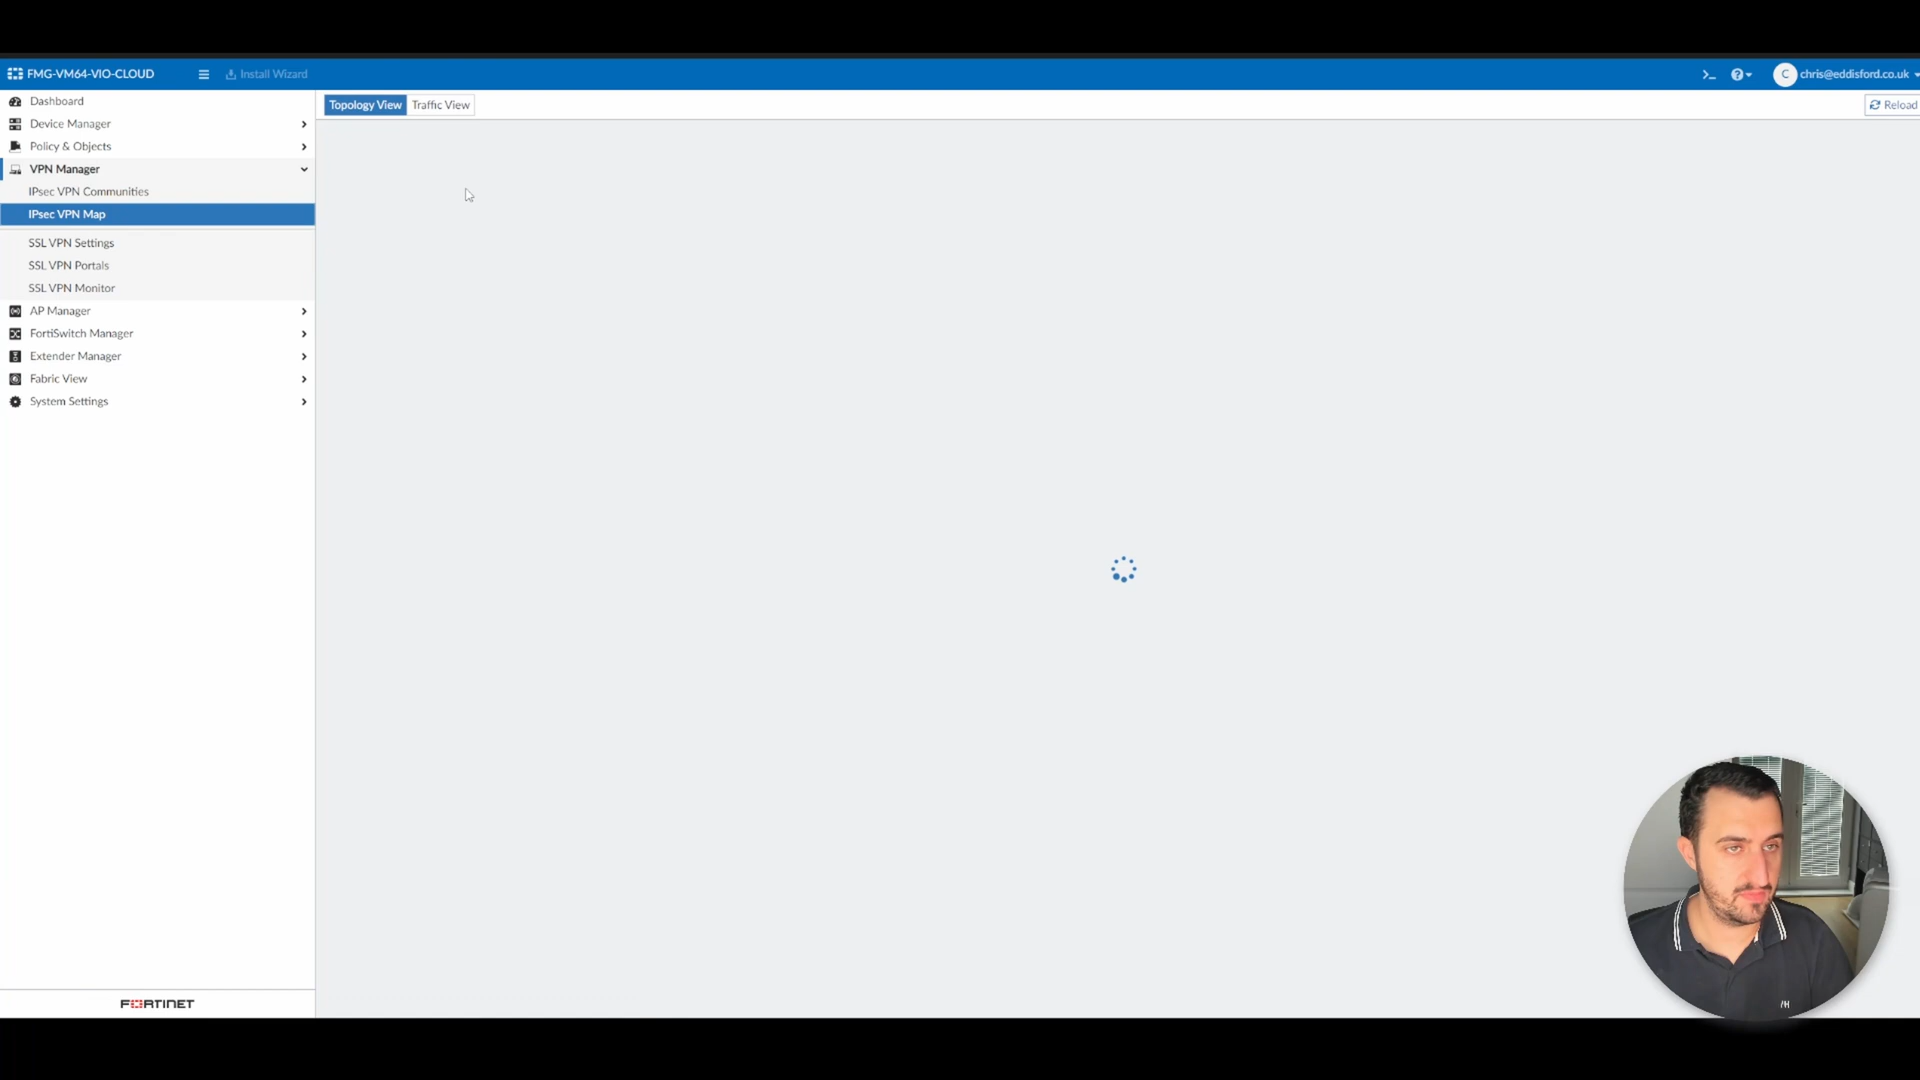 FMG-VM64-VIO-CLOUD
Install Wizard
chris@eddisford.co.uk
C
Dashboard
Device Manager
Policy & Objects
VPN Manager
IPsec VPN Communities
IPsec VPN Map
SSL VPN Settings
SSL VPN Portals
SSL VPN Monitor
AP Manager
FortiSwitch Manager
Extender Manager
Fabric View
System Settings
Topology View
Traffic View
Reload
FORTINET